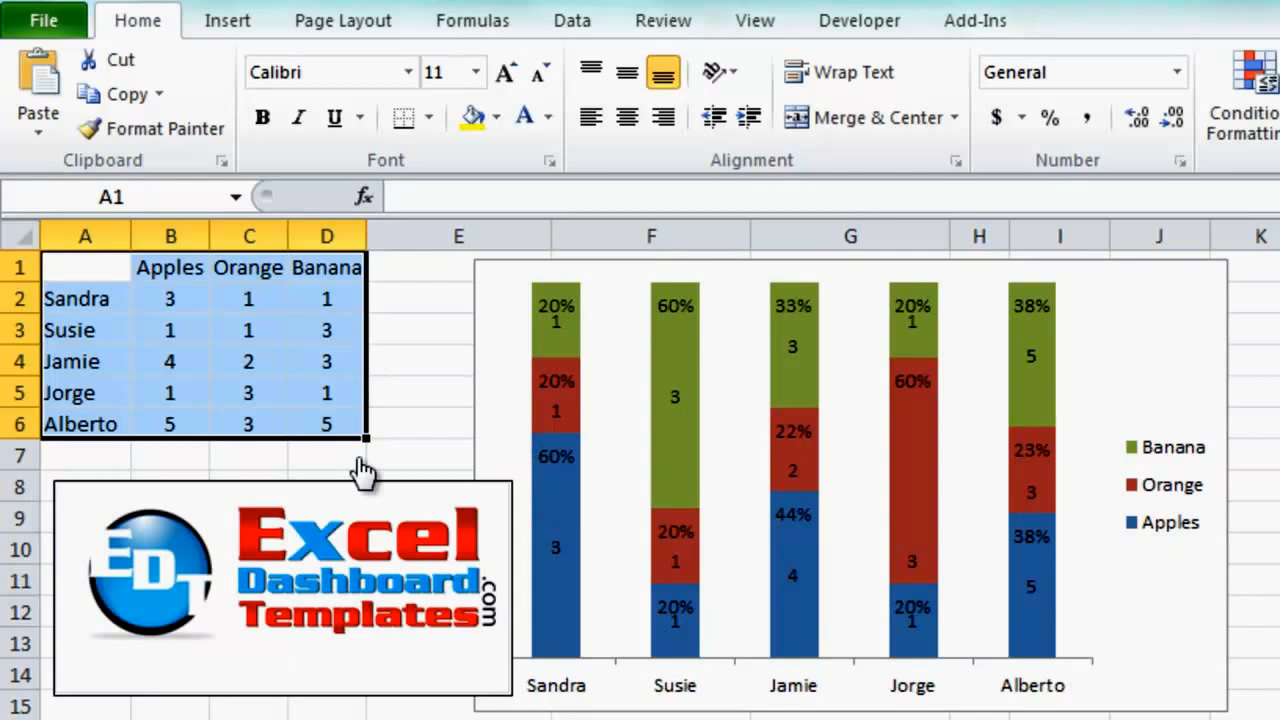 File Home Insert Page Layout Formulas Data Review View Developer Add-Ins
Paste Cut Copy Format Painter
Clipboard
Calibri 11 A A
B I U A
Font
Wrap Text
Merge & Center
Alignment
General
$ % , .00 .00
Number
Conditio
Formattin
A1 fx
A B C D E F G H I J K
1 Apples Orange Banana
2 Sandra 3 1 1
3 Susie 1 1 3
4 Jamie 4 2 3
5 Jorge 1 3 1
6 Alberto 5 3 5
7
8
9
10
11
12
13
14
15
EDT
Excel
Dashboard
Templates
.com
20% 60% 33% 20% 38%
1 3 3 1 5
20% 20% 22% 60% 23%
1 1 2 3 3
60% 20% 44% 20% 38%
3 1 4 1 5
Sandra Susie Jamie Jorge Alberto
Banana
Orange
Apples